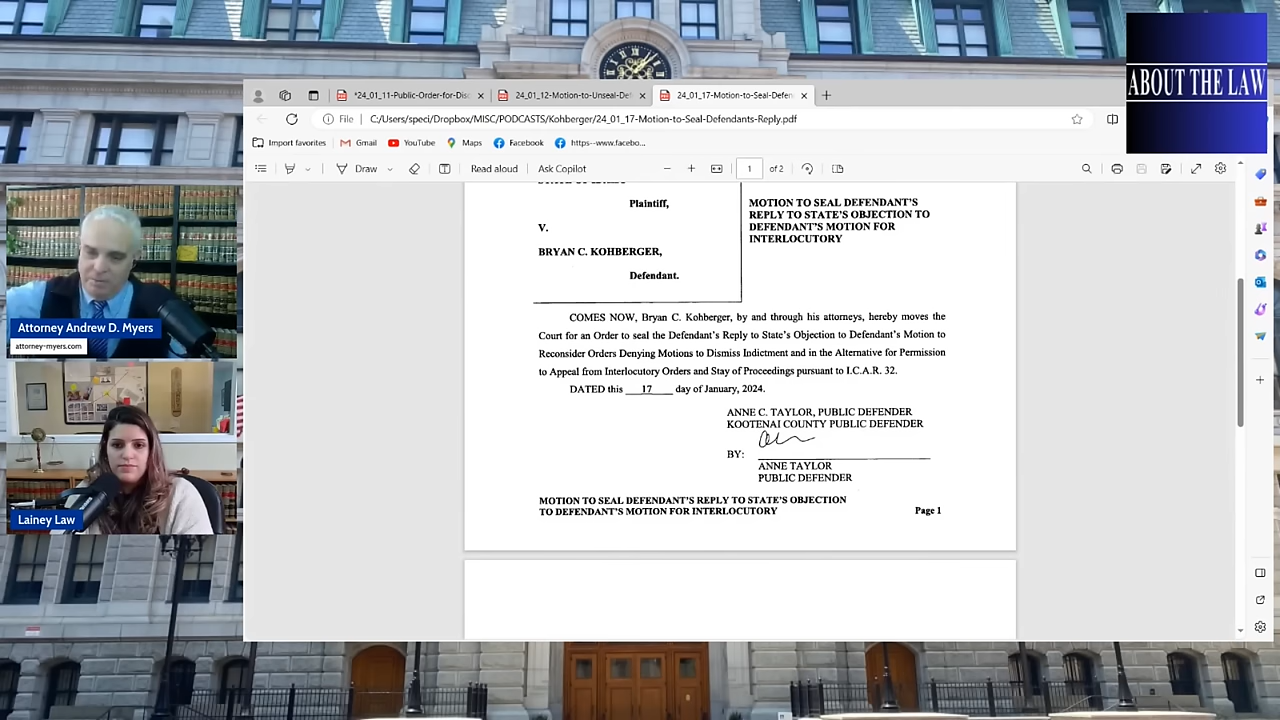 ABOUT THE LAW
*24_01_11-Public-Order-for-Disc
24_01_12-Motion-to-Unseal-Def
24_01_17-Motion-to-Seal-Defen
File
C:/Users/speci/Dropbox/MISC/PODCASTS/Kohberger/24_01_17-Motion-to-Seal-Defendants-Reply.pdf
Import favorites
Gmail
YouTube
Maps
Facebook
https--www.facebo...
Draw
Read aloud
Ask Copilot
1 of 2
Plaintiff,
V.
BRYAN C. KOHBERGER,
Defendant.
MOTION TO SEAL DEFENDANT'S
REPLY TO STATE'S OBJECTION TO
DEFENDANT'S MOTION FOR
INTERLOCUTORY
COMES NOW, Bryan C. Kohberger, by and through his attorneys, hereby moves the
Court for an Order to seal the Defendant's Reply to State's Objection to Defendant's Motion to
Reconsider Orders Denying Motions to Dismiss Indictment and in the Alternative for Permission
to Appeal from Interlocutory Orders and Stay of Proceedings pursuant to I.C.A.R. 32.
DATED this 17 day of January, 2024.
ANNE C. TAYLOR, PUBLIC DEFENDER
KOOTENAI COUNTY PUBLIC DEFENDER
BY:
ANNE TAYLOR
PUBLIC DEFENDER
MOTION TO SEAL DEFENDANT'S REPLY TO STATE'S OBJECTION
TO DEFENDANT'S MOTION FOR INTERLOCUTORY
Page 1
Attorney Andrew D. Myers
attorney-myers.com
Lainey Law